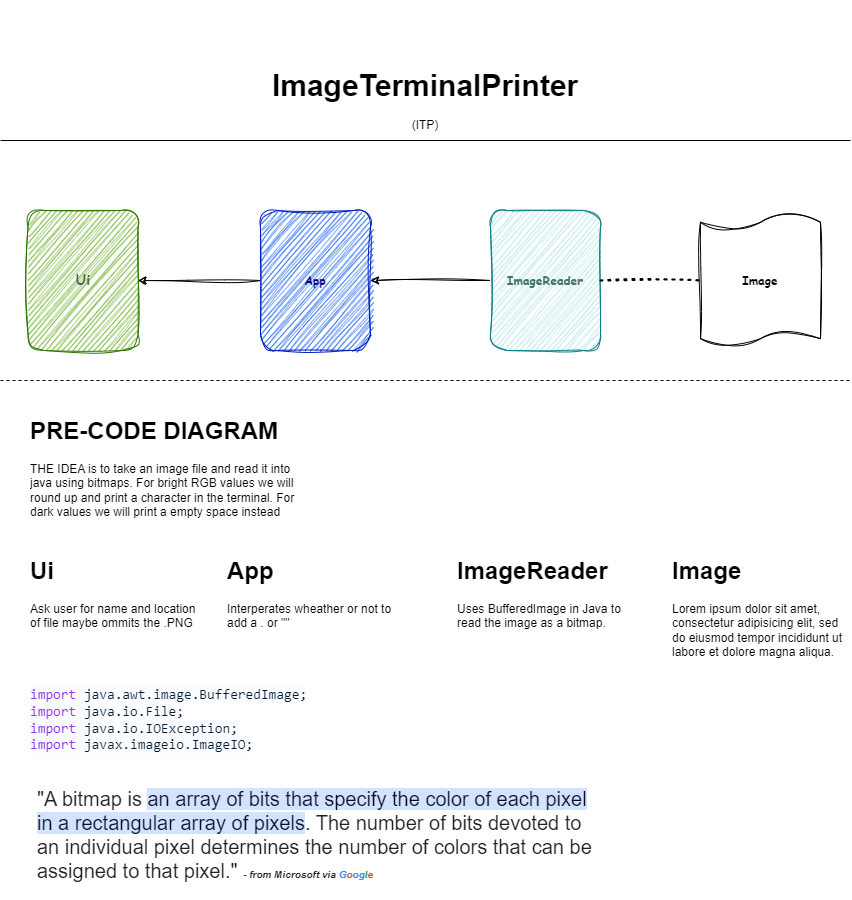 ImageTerminalPrinter
(ITP)
Ui
App
ImageReader
Image
PRE-CODE DIAGRAM
THE IDEA is to take an image file and read it into
java using bitmaps. For bright RGB values we will
round up and print a character in the terminal. For
dark values we will print a empty space instead
Ui
Ask user for name and location
of file maybe ommits the .PNG
App
Interperates wheather or not to
add a . or ""
ImageReader
Uses BufferedImage in Java to
read the image as a bitmap.
Image
Lorem ipsum dolor sit amet,
consectetur adipisicing elit, sed
do eiusmod tempor incididunt ut
labore et dolore magna aliqua.
import java.awt.image.BufferedImage;
import java.io.File;
import java.io.IOException;
import javax.imageio.ImageIO;
"A bitmap is an array of bits that specify the color of each pixel
in a rectangular array of pixels. The number of bits devoted to
an individual pixel determines the number of colors that can be
assigned to that pixel." - from Microsoft via Google